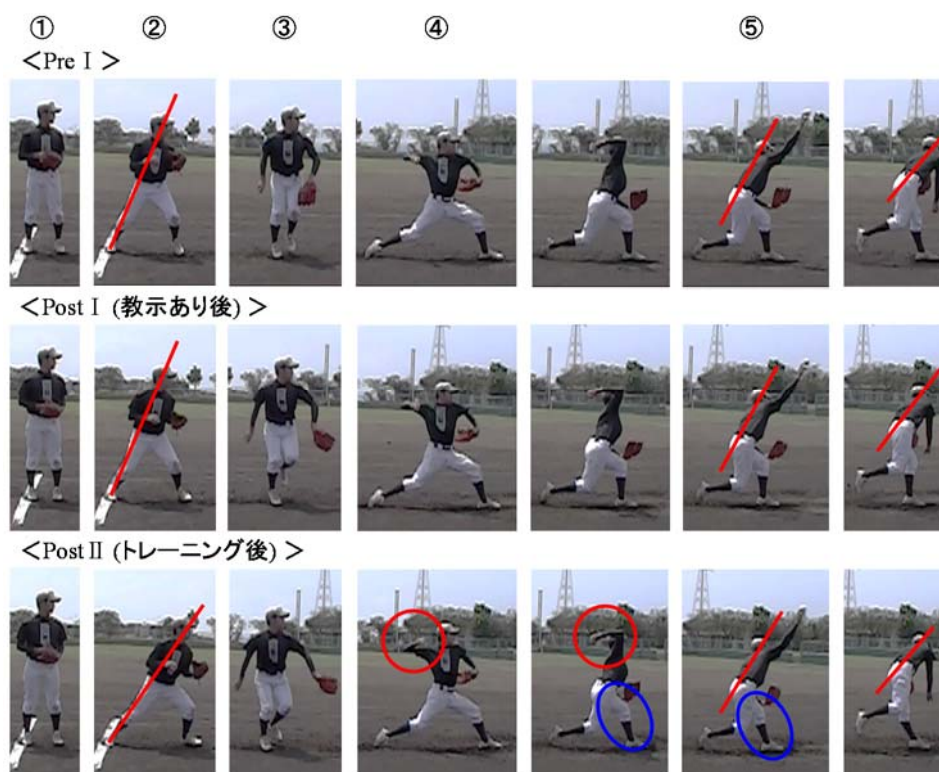 ① ② ③ ④ ⑤
＜Pre Ⅰ＞
＜Post Ⅰ (教示あり後) ＞
＜Post Ⅱ (トレーニング後) ＞